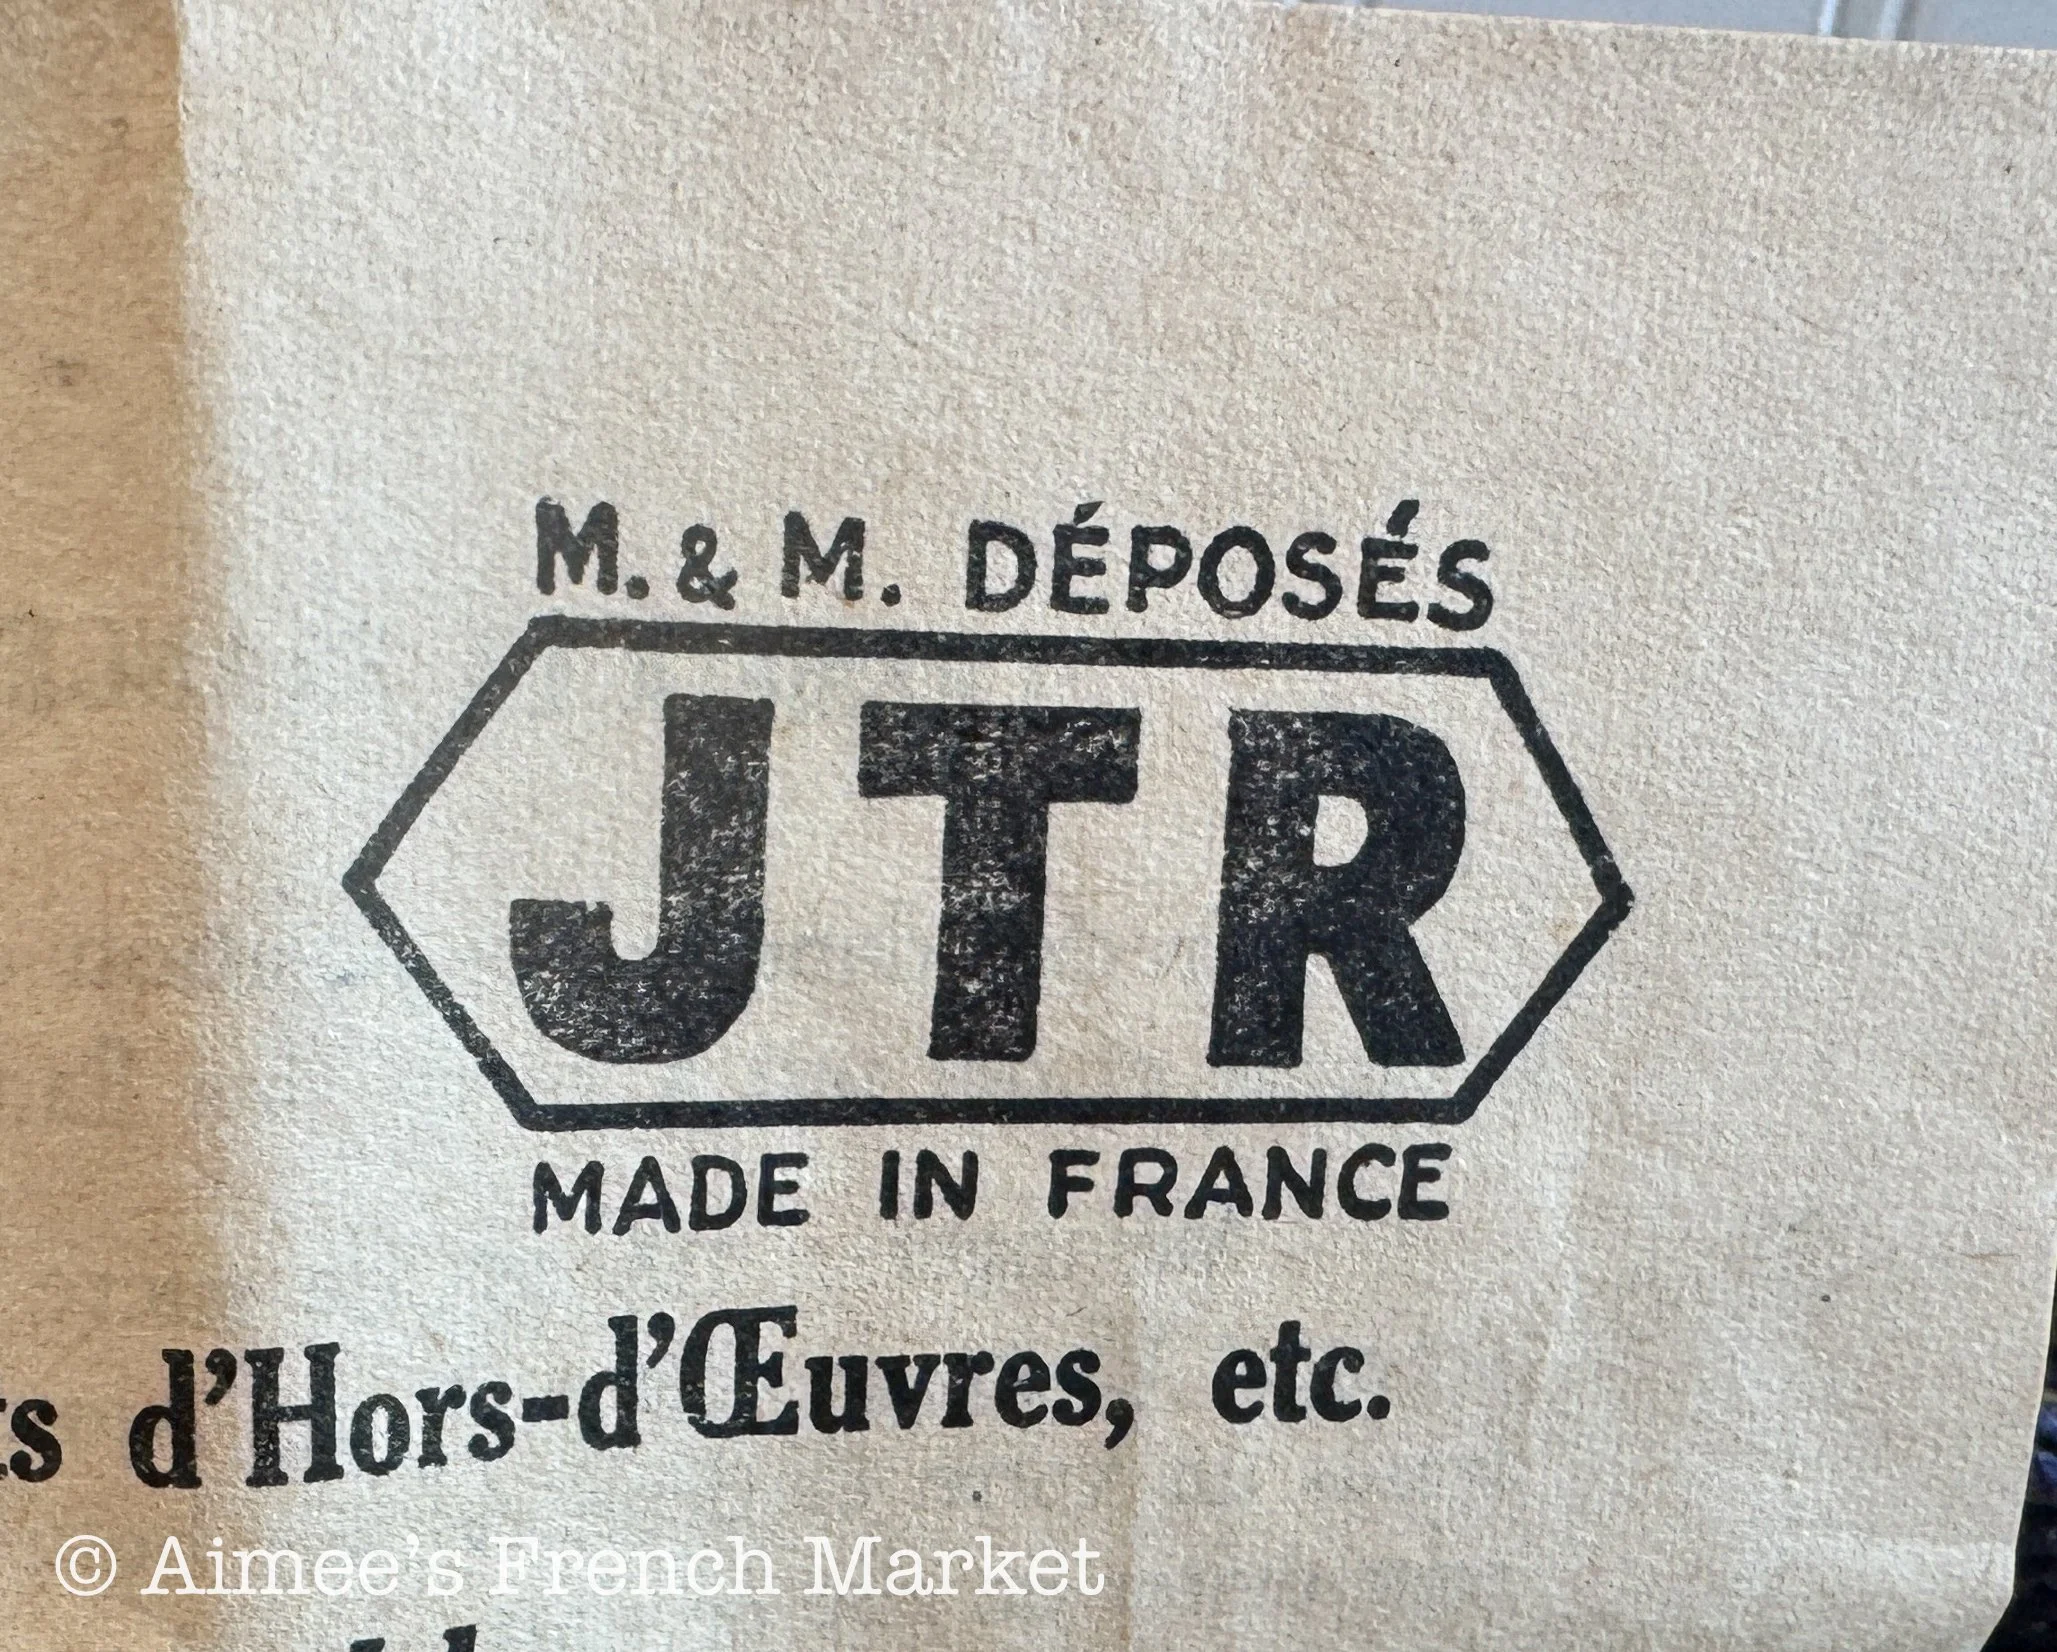 M. & M. DÉPOSÉS
JTR
MADE IN FRANCE
d'Hors-d'Œuvres, etc.
© Aimee's French Market